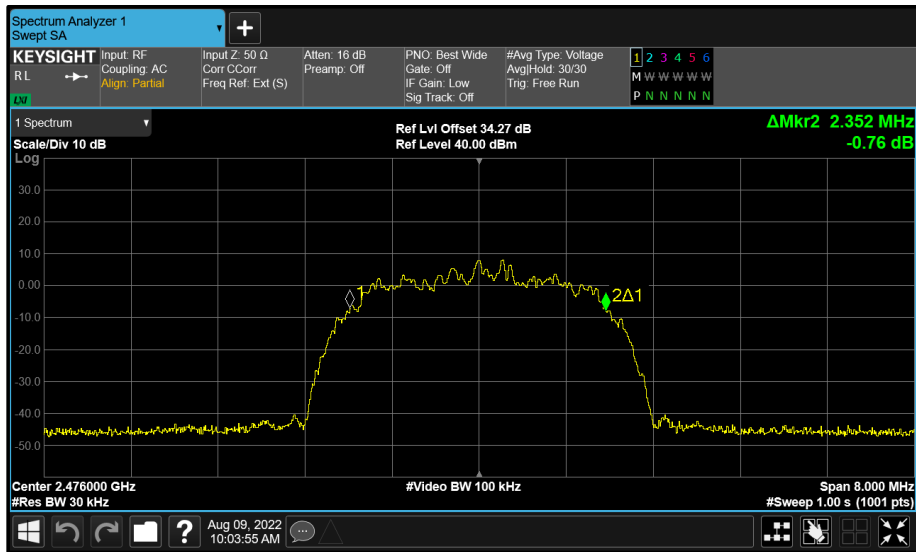 Spectrum Analyzer 1
Swept SA
+
KEYSIGHT
R L
LXI
Input: RF
Coupling: AC
Align: Partial
Input Z: 50 Ω
Corr CCorr
Freq Ref: Ext (S)
Atten: 16 dB
Preamp: Off
PNO: Best Wide
Gate: Off
IF Gain: Low
Sig Track: Off
#Avg Type: Voltage
Avg|Hold: 30/30
Trig: Free Run
1 2 3 4 5 6
M W W W W W
P N N N N N
1 Spectrum
Scale/Div 10 dB
Log
Ref Lvl Offset 34.27 dB
Ref Level 40.00 dBm
ΔMkr2 2.352 MHz
-0.76 dB
30.0
20.0
10.0
0.00
-10.0
-20.0
-30.0
-40.0
-50.0
1
2Δ1
Center 2.476000 GHz
#Res BW 30 kHz
#Video BW 100 kHz
Span 8.000 MHz
#Sweep 1.00 s (1001 pts)
?
Aug 09, 2022
10:03:55 AM